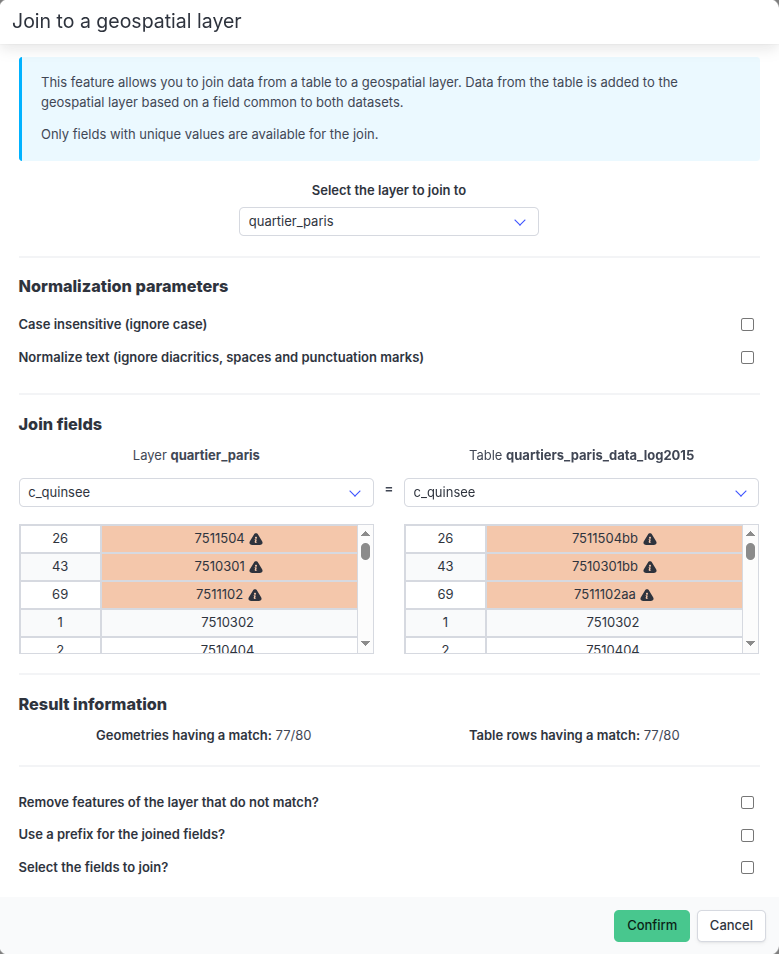 Join to a geospatial layer
This feature allows you to join data from a table to a geospatial layer. Data from the table is added to the
geospatial layer based on a field common to both datasets.
Only fields with unique values are available for the join.
Select the layer to join to
quartier_paris
Normalization parameters
Case insensitive (ignore case)
Normalize text (ignore diacritics, spaces and punctuation marks)
Join fields
Layer quartier_paris
Table quartiers_paris_data_log2015
c_quinsee = c_quinsee
26 7511504 26 7511504bb
43 7510301 43 7510301bb
69 7511102 69 7511102aa
1 7510302 1 7510302
2 7510404 2 7510404
Result information
Geometries having a match: 77/80
Table rows having a match: 77/80
Remove features of the layer that do not match?
Use a prefix for the joined fields?
Select the fields to join?
Confirm Cancel